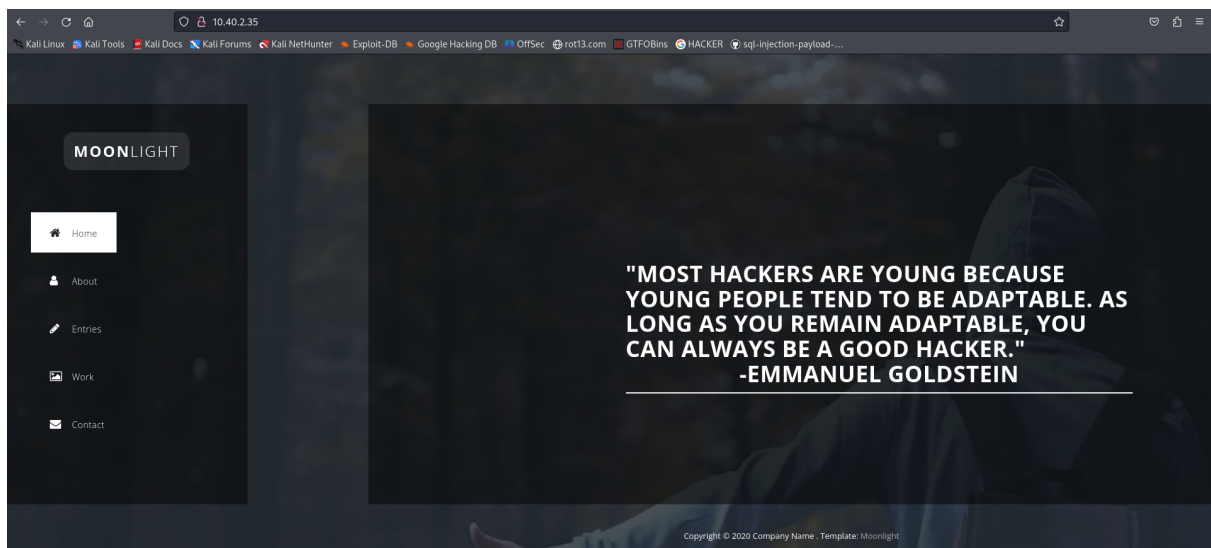 10.40.2.35
Kali Linux Kali Tools Kali Docs Kali Forums Kali NetHunter Exploit-DB Google Hacking DB OffSec rot13.com GTFOBins HACKER sql-injection-payload-...
MOONLIGHT
Home
About
Entries
Work
Contact
"MOST HACKERS ARE YOUNG BECAUSE
YOUNG PEOPLE TEND TO BE ADAPTABLE. AS
LONG AS YOU REMAIN ADAPTABLE, YOU
CAN ALWAYS BE A GOOD HACKER."
-EMMANUEL GOLDSTEIN
Copyright © 2020 Company Name . Template: Moonlight